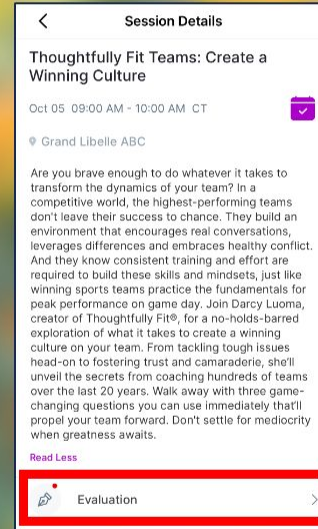 Session Details
Thoughtfully Fit Teams: Create a
Winning Culture
Oct 05 09:00 AM - 10:00 AM CT
Grand Libelle ABC
Are you brave enough to do whatever it takes to
transform the dynamics of your team? In a
competitive world, the highest-performing teams
don't leave their success to chance. They build an
environment that encourages real conversations,
leverages differences and embraces healthy conflict.
And they know consistent training and effort are
required to build these skills and mindsets, just like
winning sports teams practice the fundamentals for
peak performance on game day. Join Darcy Luoma,
creator of Thoughtfully Fit®, for a no-holds-barred
exploration of what it takes to create a winning
culture on your team. From tackling tough issues
head-on to fostering trust and camaraderie, she'll
unveil the secrets from coaching hundreds of teams
over the last 20 years. Walk away with three game-
changing questions you can use immediately that'll
propel your team forward. Don't settle for mediocrity
when greatness awaits.
Read Less
Evaluation